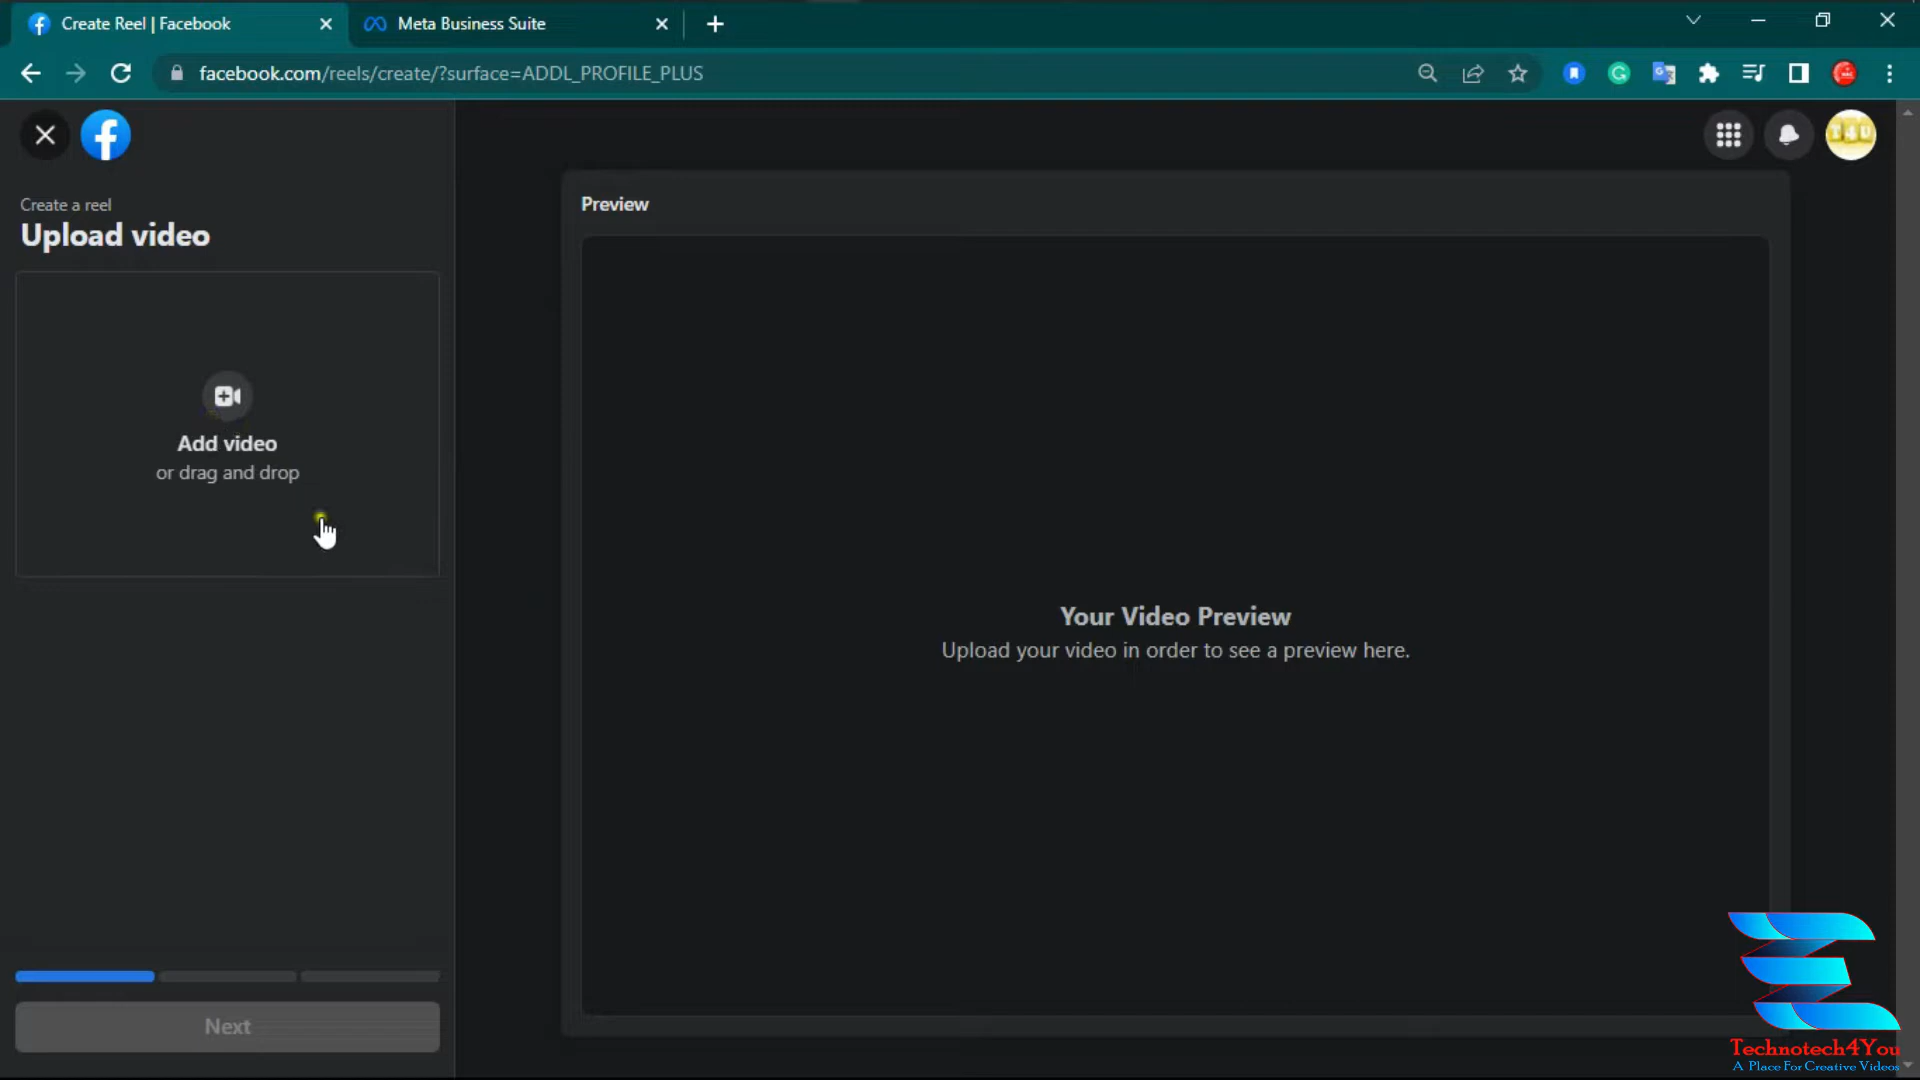 Create Reel | Facebook
Meta Business Suite
facebook.com/reels/create/?surface=ADDL_PROFILE_PLUS
T4U
Create a reel
Upload video
Preview
Add video
or drag and drop
Your Video Preview
Upload your video in order to see a preview here.
Next
Technotech4You
A Place For Creative Videos